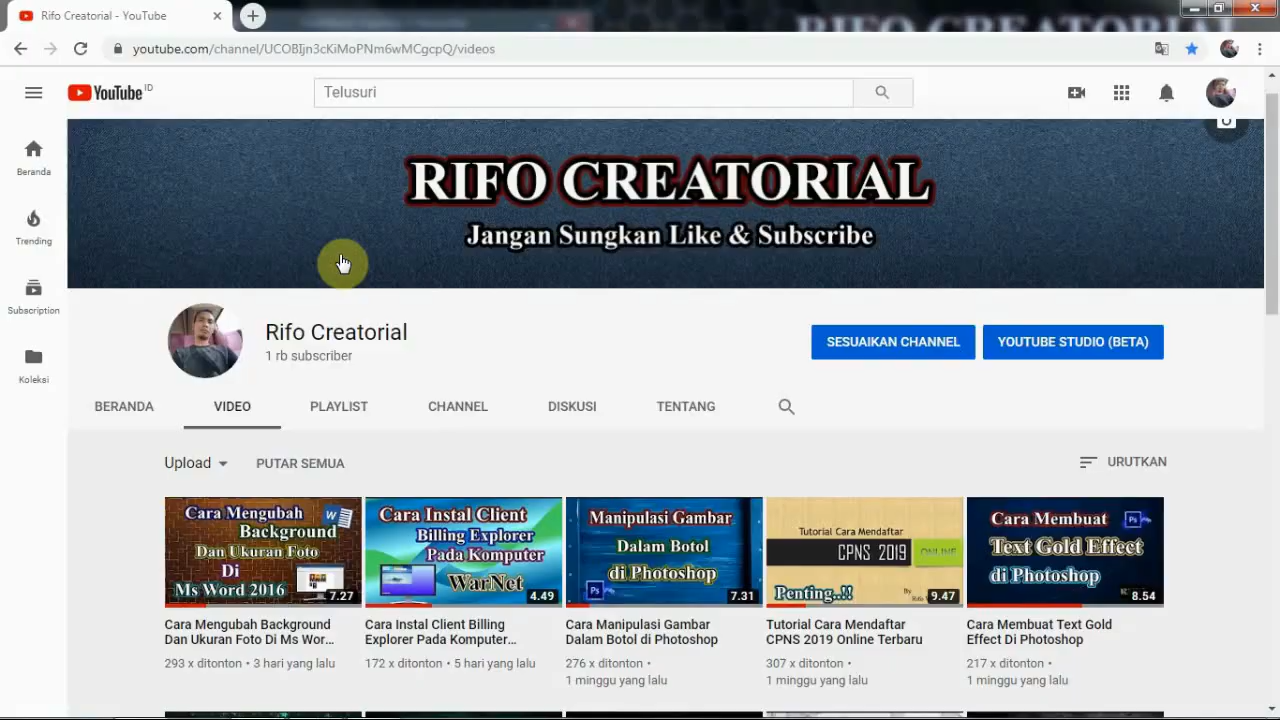 Rifo Creatorial - YouTube
youtube.com/channel/UCOBIjn3cKiMoPNm6wMCgcpQ/videos
YouTube ID
Telusuri
Beranda
Trending
Subscription
Koleksi
RIFO CREATORIAL
Jangan Sungkan Like & Subscribe
Rifo Creatorial
1 rb subscriber
SESUAIKAN CHANNEL
YOUTUBE STUDIO (BETA)
BERANDA VIDEO PLAYLIST CHANNEL DISKUSI TENTANG
Upload PUTAR SEMUA
URUTKAN
Cara Mengubah
Background
Dan Ukuran Foto
Di
Ms Word 2016
7.27
Cara Mengubah Background
Dan Ukuran Foto Di Ms Wor...
293 x ditonton • 3 hari yang lalu
Cara Instal Client
Billing Explorer
Pada Komputer
WarNet
4.49
Cara Instal Client Billing
Explorer Pada Komputer...
172 x ditonton • 5 hari yang lalu
Manipulasi Gambar
Dalam Botol
di Photoshop
Ps
7.31
Cara Manipulasi Gambar
Dalam Botol di Photoshop
276 x ditonton •
1 minggu yang lalu
Tutorial Cara Mendaftar
CPNS 2019
ONLINE
Penting..!!
By
9.47
Tutorial Cara Mendaftar
CPNS 2019 Online Terbaru
307 x ditonton •
1 minggu yang lalu
Cara Membuat
Ps
Text Gold Effect
di Photoshop
8.54
Cara Membuat Text Gold
Effect Di Photoshop
217 x ditonton •
1 minggu yang lalu